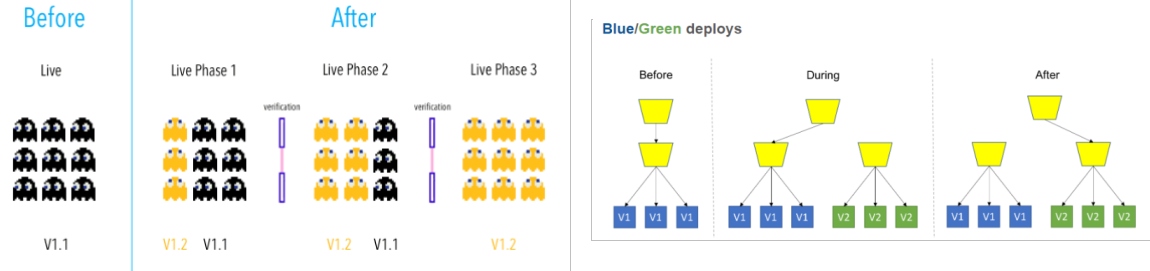 Before
After
Live
Live Phase 1
Live Phase 2
Live Phase 3
verification
verification
V1.1
V1.2 V1.1
V1.2 V1.1
V1.2
Blue/Green deploys
Before
During
After
V1 V1 V1
V1 V1 V1
V2 V2 V2
V1 V1 V1
V2 V2 V2